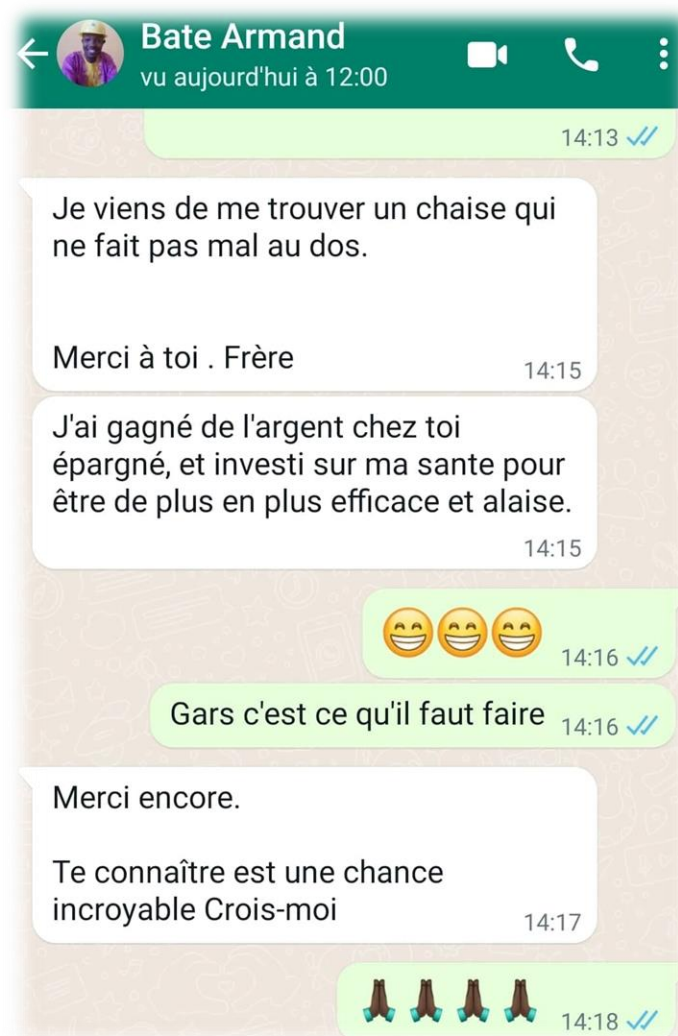 Bate Armand
vu aujourd'hui à 12:00
14:13
Je viens de me trouver un chaise qui
ne fait pas mal au dos.
Merci à toi . Frère
14:15
J'ai gagné de l'argent chez toi
épargné, et investi sur ma sante pour
être de plus en plus efficace et alaise.
14:15
😁😁😁 14:16
Gars c'est ce qu'il faut faire 14:16
Merci encore.
Te connaître est une chance
incroyable Crois-moi
14:17
🙏🏿🙏🏿🙏🏿🙏🏿 14:18